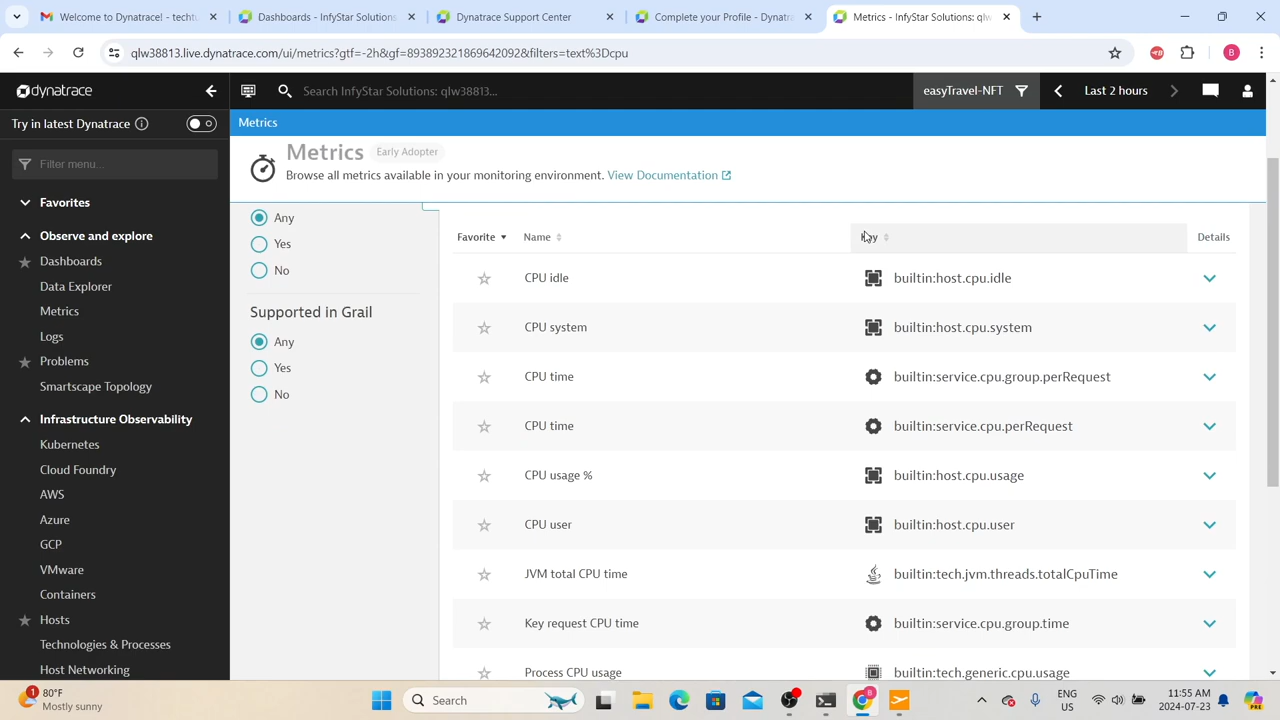 Welcome to Dynatrace! - techtu
Dashboards - InfyStar Solutions
Dynatrace Support Center
Complete your Profile - Dynatra
Metrics - InfyStar Solutions: qlw
qlw38813.live.dynatrace.com/ui/metrics?gtf=-2h&gf=893892321869642092&filters=text%3Dcpu
B
dynatrace
Search InfyStar Solutions: qlw38813...
easyTravel-NFT
Last 2 hours
Try in latest Dynatrace
Metrics
Filter menu...
Metrics
Early Adopter
Browse all metrics available in your monitoring environment. View Documentation
Favorites
Observe and explore
Dashboards
Data Explorer
Metrics
Logs
Problems
Smartscape Topology
Infrastructure Observability
Kubernetes
Cloud Foundry
AWS
Azure
GCP
VMware
Containers
Hosts
Technologies & Processes
Host Networking
Any
Yes
No
Supported in Grail
Any
Yes
No
Favorite
Name
Key
Details
CPU idle
builtin:host.cpu.idle
CPU system
builtin:host.cpu.system
CPU time
builtin:service.cpu.group.perRequest
CPU time
builtin:service.cpu.perRequest
CPU usage %
builtin:host.cpu.usage
CPU user
builtin:host.cpu.user
JVM total CPU time
builtin:tech.jvm.threads.totalCpuTime
Key request CPU time
builtin:service.cpu.group.time
Process CPU usage
builtin:tech.generic.cpu.usage
1
80°F
Mostly sunny
Search
B
ENG
US
11:55 AM
2024-07-23
PRE